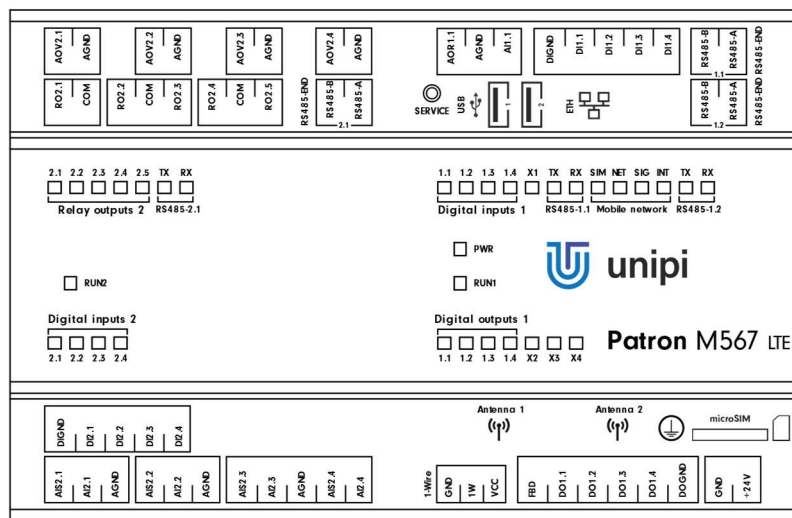 AOV2.1 AGND AOV2.2 AGND AOV2.3 AGND AOV2.4 AGND AOR1.1 AGND AI1.1 DIGND DI1.1 DI1.2 DI1.3 DI1.4 RS485-B RS485-A RS485-END
1.1
RO2.1 COM RO2.2 COM RO2.3 RO2.4 COM RO2.5 RS485-END RS485-B RS485-A SERVICE USB 1 2 ETH RS485-B RS485-A RS485-END
2.1 1.2
2.1 2.2 2.3 2.4 2.5 TX RX 1.1 1.2 1.3 1.4 X1 TX RX SIM NET SIG INT TX RX
Relay outputs 2 RS485-2.1 Digital inputs 1 RS485-1.1 Mobile network RS485-1.2
PWR
unipi
RUN2 RUN1
Digital inputs 2 Digital outputs 1
Patron M567 LTE
2.1 2.2 2.3 2.4 1.1 1.2 1.3 1.4 X2 X3 X4
Antenna 1 Antenna 2 microSIM
DIGND DI2.1 DI2.2 DI2.3 DI2.4
AIS2.1 AI2.1 AGND AIS2.2 AI2.2 AGND AIS2.3 AI2.3 AGND AIS2.4 AI2.4 1-Wire GND 1W VCC FBD DO1.1 DO1.2 DO1.3 DO1.4 DOGND GND +24V